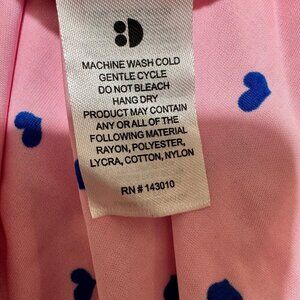 MACHINE WASH COLD
GENTLE CYCLE
DO NOT BLEACH
HANG DRY
PRODUCT MAY CONTAIN
ANY OR ALL OF THE
FOLLOWING MATERIAL
RAYON, POLYESTER,
LYCRA, COTTON, NYLON
RN # 143010